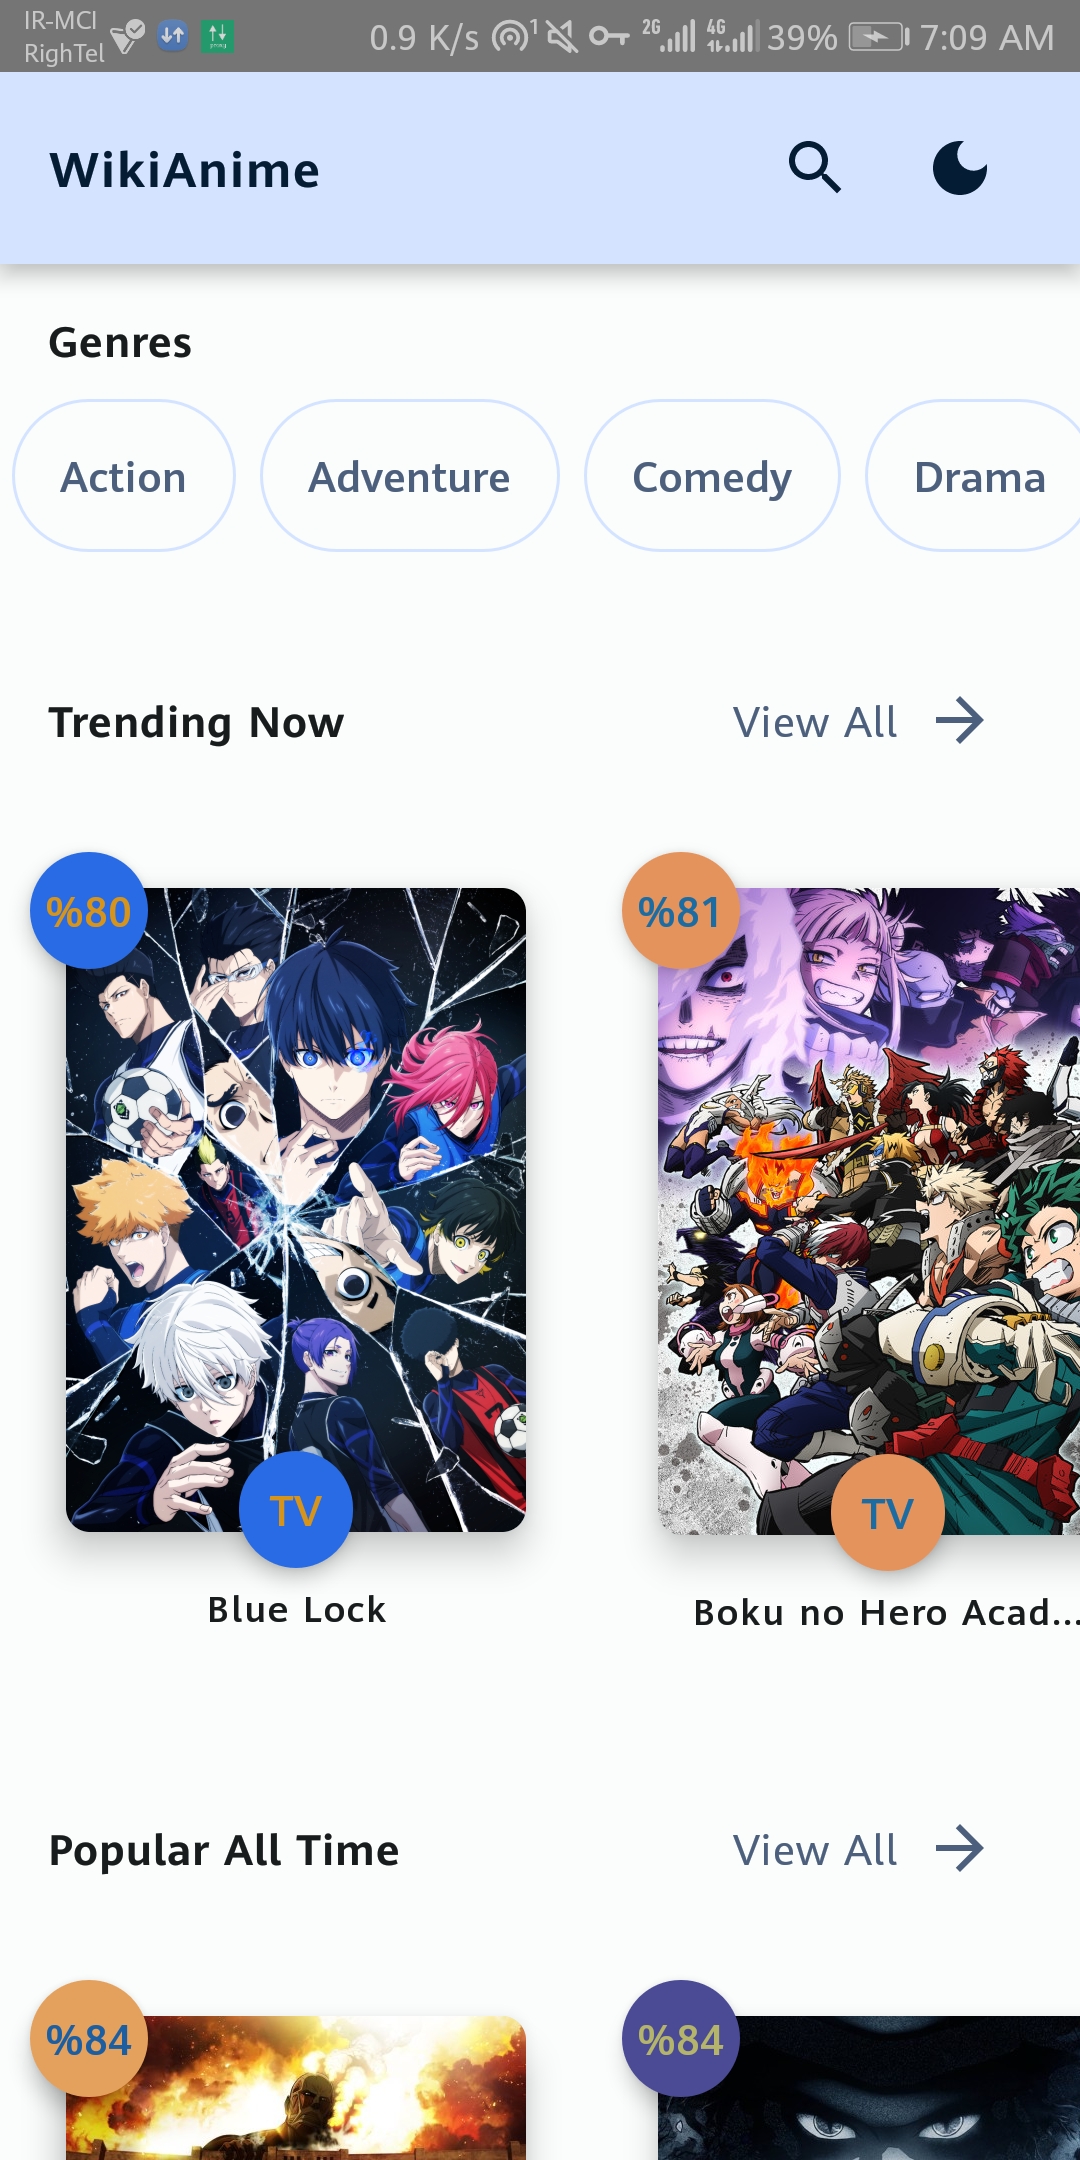 IR-MCI
RighTel
0.9 K/s 1 2G 4G 39% 7:09 AM
WikiAnime
Genres
Action Adventure Comedy Drama
Trending Now View All
%80 %81
TV TV
Blue Lock Boku no Hero Acad...
Popular All Time View All
%84 %84